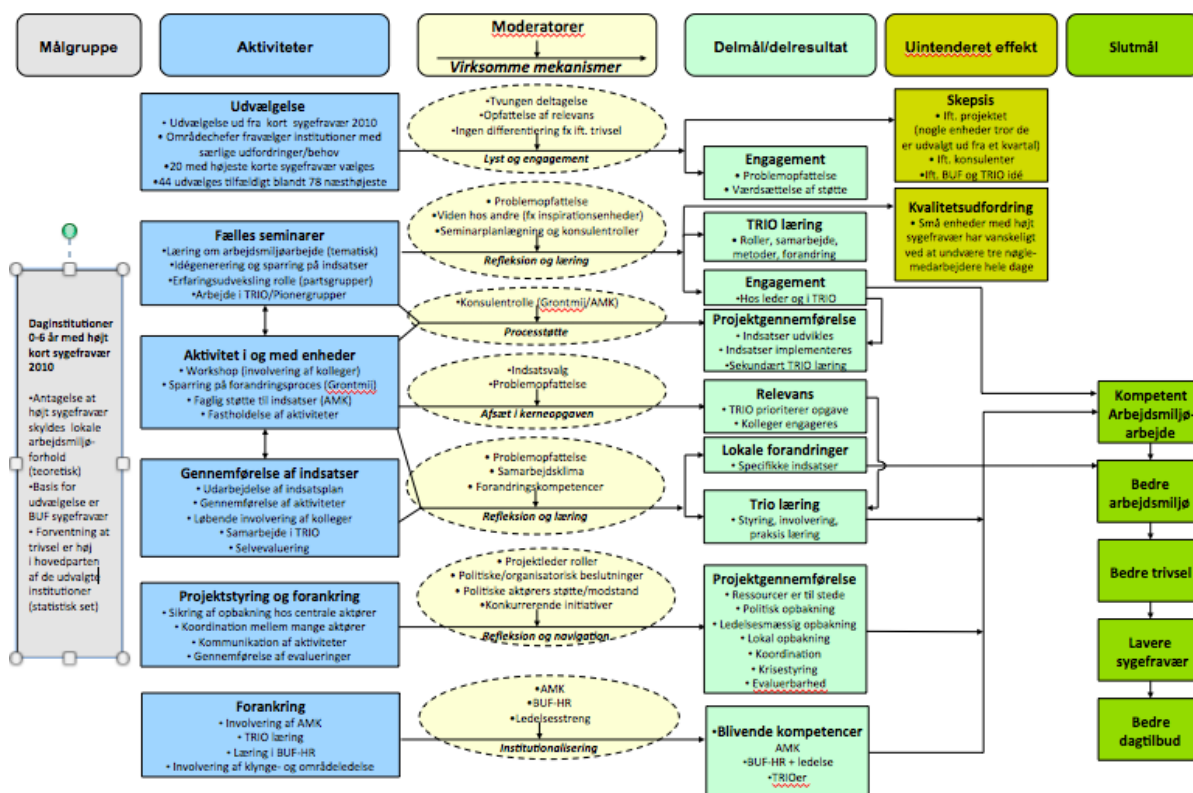 Målgruppe
Aktiviteter
Moderatorer
Virksomme mekanismer
Delmål/delresultat
Uintenderet effekt
Slutmål
Daginstitutioner
0-6 år med højt
kort sygefravær
2010
•Antagelse at
højt sygefravær
skyldes lokale
arbejdsmiljø-
forhold
(teoretisk)
•Basis for
udvælgelse er
BUF sygefravær
• Forventning at
trivsel er høj
i hovedparten
af de udvalgte
institutioner
(statistisk set)
Udvælgelse
• Udvælgelse ud fra kort sygefravær 2010
• Områdechefer fravælger institutioner med
særlige udfordringer/behov
• 20 med højeste korte sygefravær vælges
• 44 udvælges tilfældigt blandt 78 næsthøjeste
Fælles seminarer
• Læring om arbejdsmiljøarbejde (tematisk)
• Idégenerering og sparring på indsatser
• Erfaringsudveksling rolle (partsgrupper)
• Arbejde i TRIO/Pionergrupper
Aktivitet i og med enheder
• Workshop (involvering af kolleger)
• Sparring på forandringsproces (Grontmij)
• Faglig støtte til indsatser (AMK)
• Fastholdelse af aktiviteter
Gennemførelse af indsatser
• Udarbejdelse af indsatsplan
• Gennemførelse af aktiviteter
• Løbende involvering af kolleger
• Samarbejde i TRIO
• Selvevaluering
Projektstyring og forankring
• Sikring af opbakning hos centrale aktører
• Koordination mellem mange aktører
• Kommunikation af aktiviteter
• Gennemførelse af evalueringer
Forankring
• Involvering af AMK
• TRIO læring
• Læring i BUF-HR
• Involvering af klynge- og områdeledelse
•Tvungen deltagelse
•Opfattelse af relevans
•Ingen differentiering fx ift. trivsel
Lyst og engagement
• Problemopfattelse
•Viden hos andre (fx inspirationsenheder)
•Seminarplanlægning og konsulentroller
Refleksion og læring
•Konsulentrolle (Grontmij/AMK)
Processtøtte
•Indsatsvalg
•Problemopfattelse
Afsæt i kerneopgaven
• Problemopfattelse
• Samarbejdsklima
• Forandringskompetencer
Refleksion og læring
• Projektleder roller
• Politiske/organisatorisk beslutninger
•Politiske aktørers støtte/modstand
•Konkurrerende initiativer
Refleksion og navigation
•AMK
•BUF-HR
•Ledelsesstreng
Institutionalisering
Engagement
• Problemopfattelse
• Værdsættelse af støtte
TRIO læring
• Roller, samarbejde,
metoder, forandring
Engagement
• Hos leder og i TRIO
Projektgennemførelse
• Indsatser udvikles
• Indsatser implementeres
•Sekundært TRIO læring
Relevans
• TRIO prioriterer opgave
• Kolleger engageres
Lokale forandringer
• Specifikke indsatser
Trio læring
• Styring, involvering,
praksis læring
Projektgennemførelse
• Ressourcer er til stede
• Politisk opbakning
•Ledelsesmæssig opbakning
• Lokal opbakning
• Koordination
• Krisestyring
• Evaluerbarhed
•Blivende kompetencer
AMK
•BUF-HR + ledelse
•TRIOer
Skepsis
• Ift. projektet
(nogle enheder tror de
er udvalgt ud fra et kvartal)
• Ift. konsulenter
•Ift. BUF og TRIO idé
Kvalitetsudfordring
• Små enheder med højt
sygefravær har vanskeligt
ved at undvære tre nøgle-
medarbejdere hele dage
Kompetent
Arbejdsmiljø-
arbejde
Bedre
arbejdsmiljø
Bedre trivsel
Lavere
sygefravær
Bedre
dagtilbud